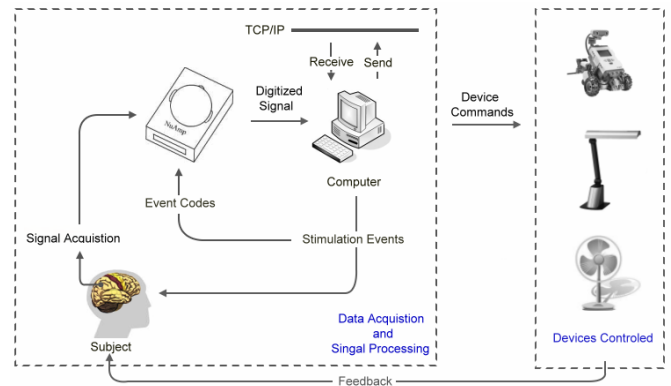 TCP/IP
Receive
Send
Digitized
Signal
Device
Commands
NuAmp
Computer
Event Codes
Signal Acquistion
Stimulation Events
Data Acquistion
and
Singal Processing
Devices Controled
Subject
Feedback